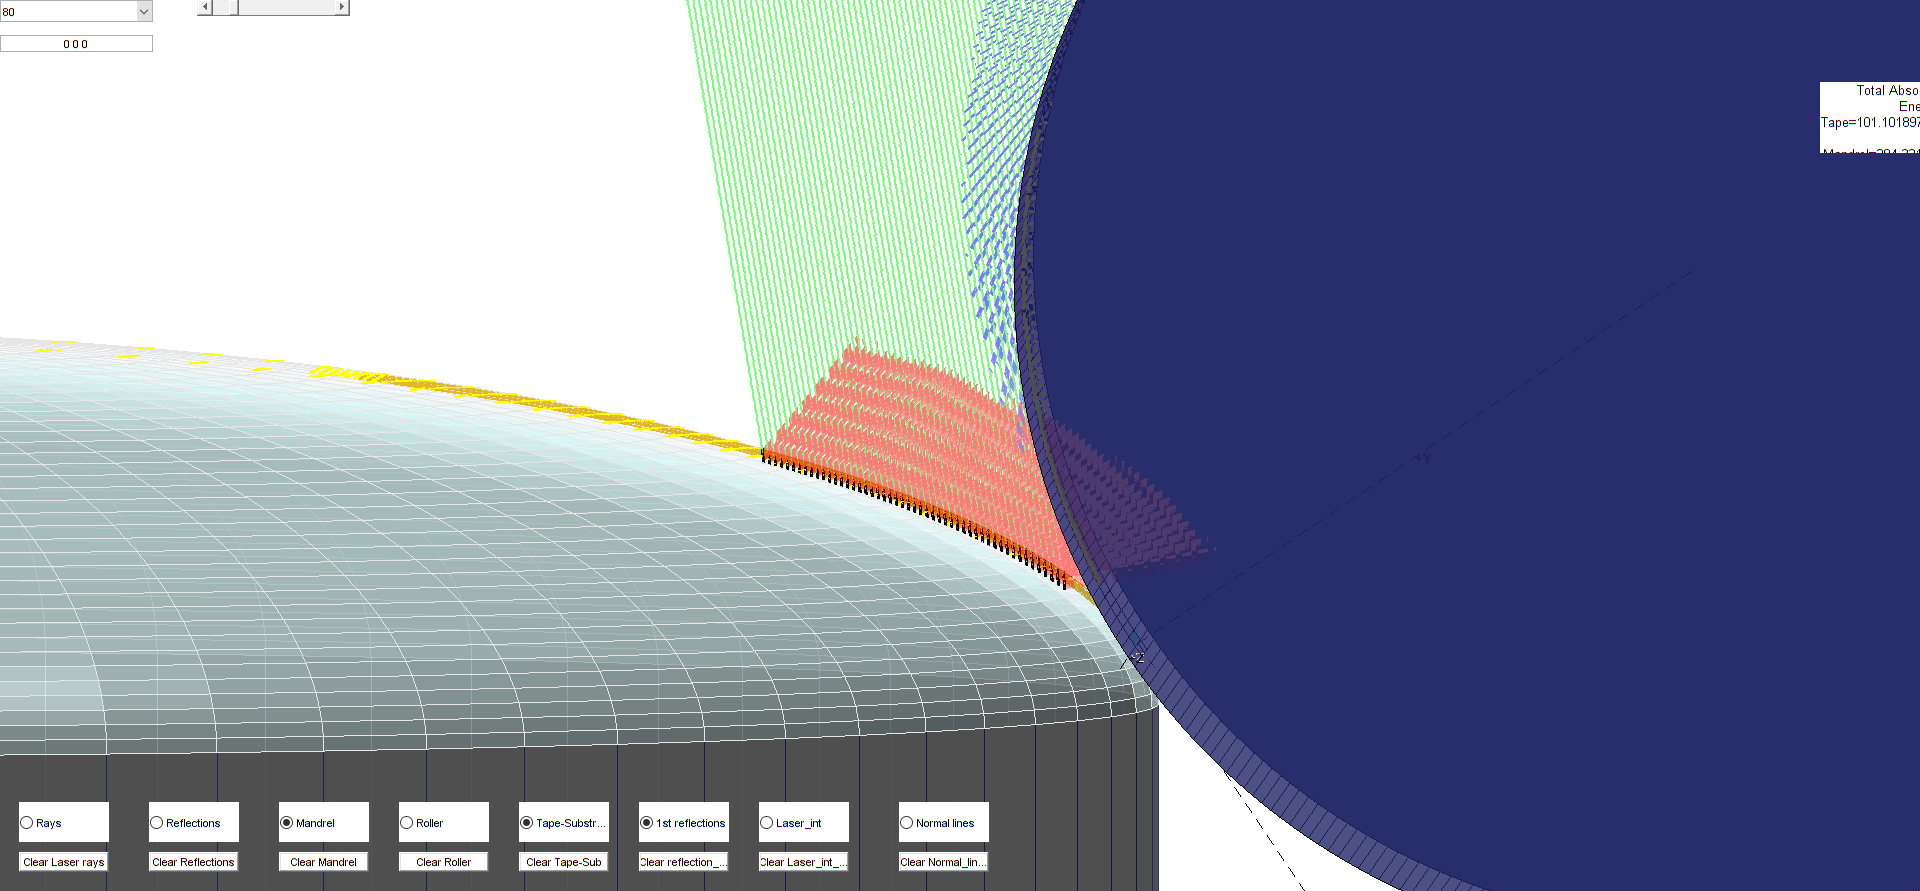 80
0 0 0
Total Abso
Ene
Tape=101.101897
+Y
-Z
Rays
Reflections
Mandrel
Roller
Tape-Substr...
1st reflections
Laser_int
Normal lines
Clear Laser rays
Clear Reflections
Clear Mandrel
Clear Roller
Clear Tape-Sub
Clear reflection_...
Clear Laser_int_...
Clear Normal_lin...